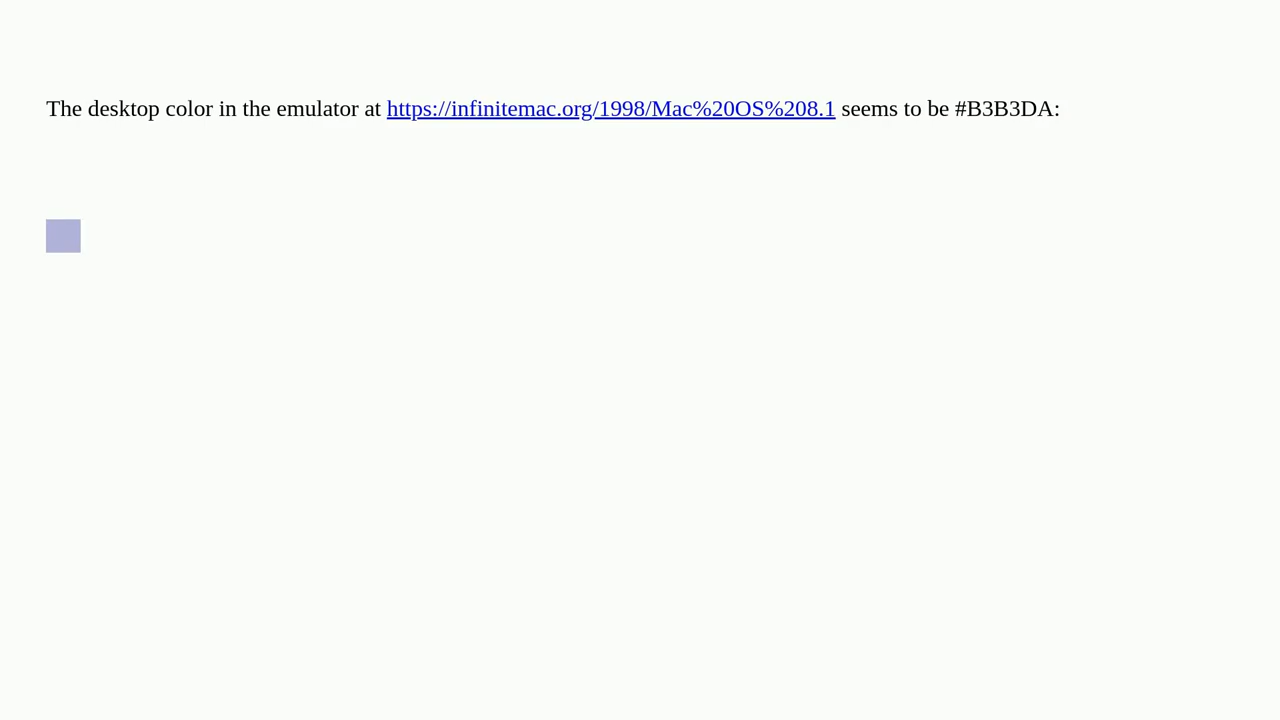 The desktop color in the emulator at https://infinitemac.org/1998/Mac%20OS%208.1 seems to be #B3B3DA: